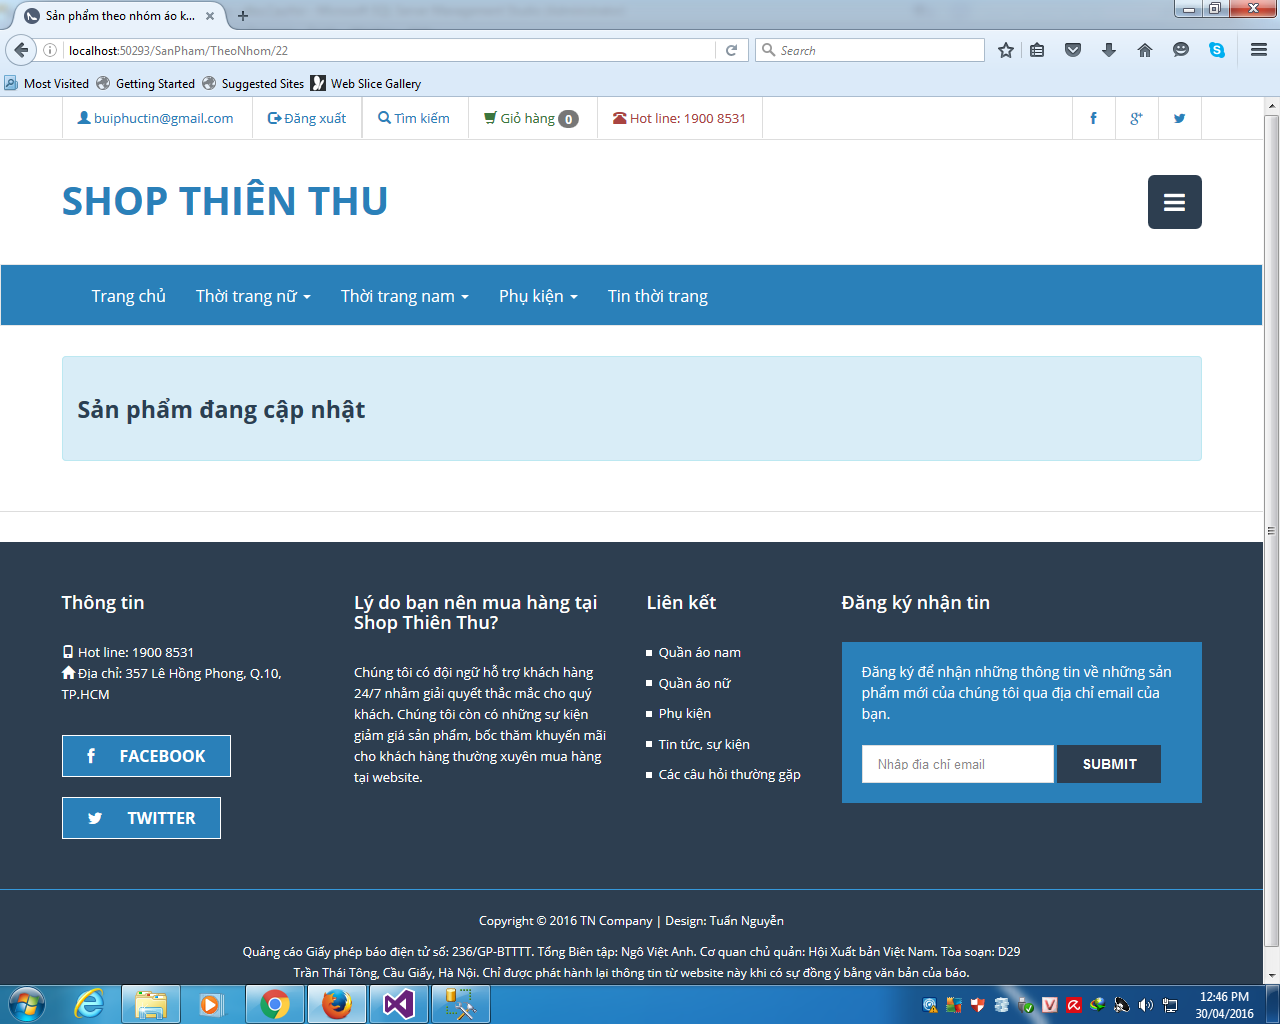 Sản phẩm theo nhóm áo k...
localhost:50293/SanPham/TheoNhom/22
Search
Most Visited
Getting Started
Suggested Sites
Web Slice Gallery
buiphuctin@gmail.com
Đăng xuất
Tìm kiếm
Giỏ hàng 0
Hot line: 1900 8531
SHOP THIÊN THU
Trang chủ
Thời trang nữ
Thời trang nam
Phụ kiện
Tin thời trang
Sản phẩm đang cập nhật
Thông tin
Hot line: 1900 8531
Địa chỉ: 357 Lê Hồng Phong, Q.10,
TP.HCM
FACEBOOK
TWITTER
Lý do bạn nên mua hàng tại
Shop Thiên Thu?
Chúng tôi có đội ngữ hỗ trợ khách hàng
24/7 nhằm giải quyết thắc mắc cho quý
khách. Chúng tôi còn có những sự kiện
giảm giá sản phẩm, bốc thăm khuyến mãi
cho khách hàng thường xuyên mua hàng
tại website.
Liên kết
Quần áo nam
Quần áo nữ
Phụ kiện
Tin tức, sự kiện
Các câu hỏi thường gặp
Đăng ký nhận tin
Đăng ký để nhận những thông tin về những sản
phẩm mới của chúng tôi qua địa chỉ email của
bạn.
Nhập địa chỉ email
SUBMIT
Copyright © 2016 TN Company | Design: Tuấn Nguyễn
Quảng cáo Giấy phép báo điện tử số: 236/GP-BTTTT. Tổng Biên tập: Ngô Việt Anh. Cơ quan chủ quản: Hội Xuất bản Việt Nam. Tòa soạn: D29
Trần Thái Tông, Cầu Giấy, Hà Nội. Chỉ được phát hành lại thông tin từ website này khi có sự đồng ý bằng văn bản của báo.
12:46 PM
30/04/2016